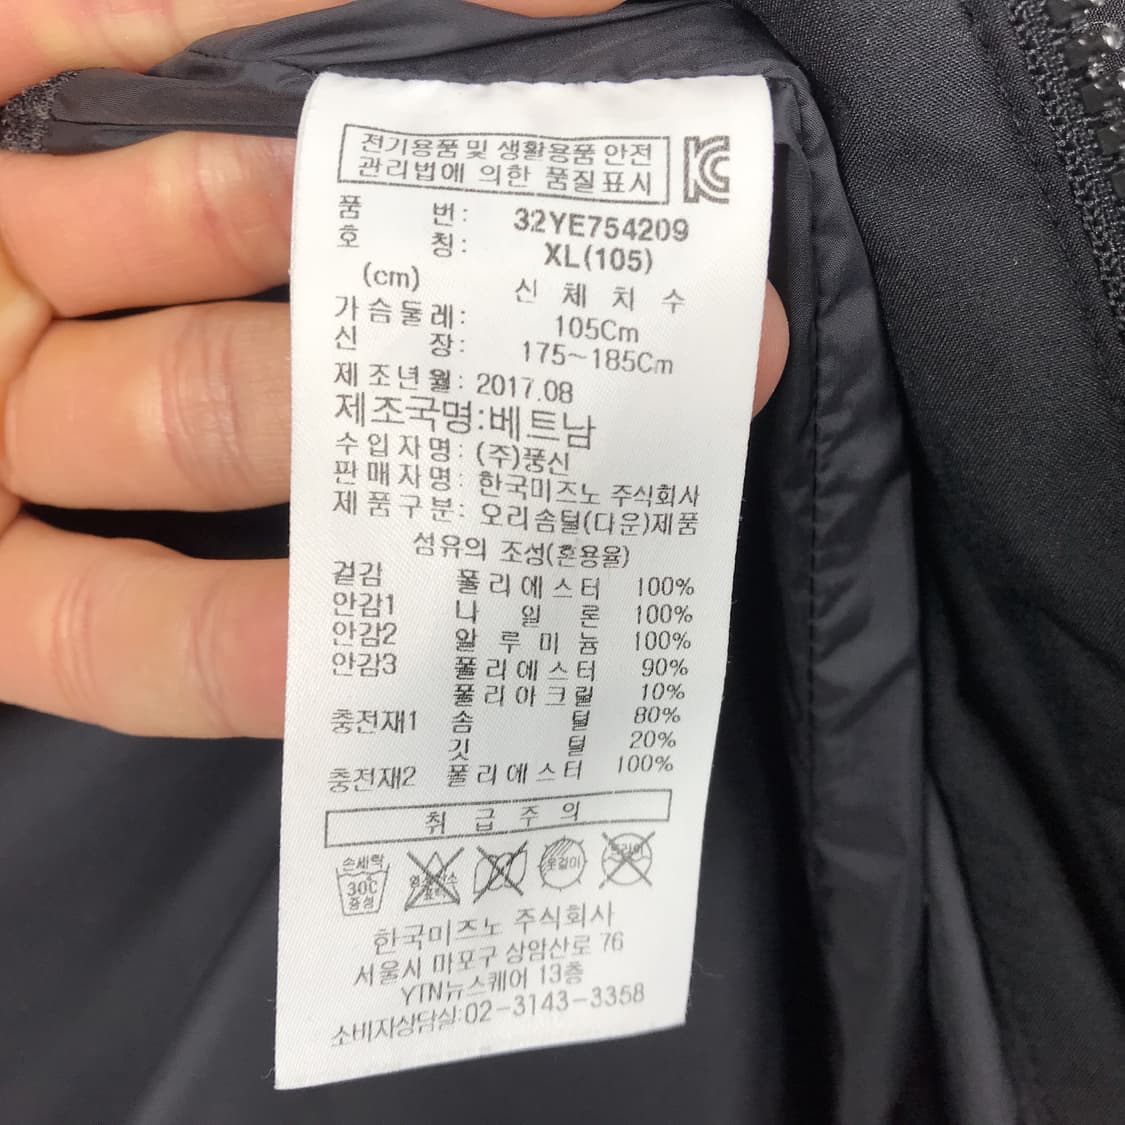 전기용품 및 생활용품 안전
관리법에 의한 품질표시
KC
품 번: 32YE754209
호 칭: XL(105)
(cm) 신 체 치 수
가 슴 둘 레: 105Cm
신 장: 175~185Cm
제 조 년 월: 2017.08
제조국명:베트남
수 입 자 명: (주)풍신
판 매 자 명: 한국미즈노 주식회사
제 품 구 분: 오리솜털(다운)제품
섬유의 조성(혼용율)
겉감 폴 리 에 스 터 100%
안감1 나 일 론 100%
안감2 알 루 미 늄 100%
안감3 폴 리 에 스 터 90%
폴 리 아 크 릴 10%
충전재1 솜 털 80%
깃 털 20%
충전재2 폴 리 에 스 터 100%
취 급 주 의
손세탁 옷걸이 드라이
30℃
중성
한국미즈노 주식회사
서울시 마포구 상암산로 76
YTN뉴스퀘어 13층
소비자상담실:02-3143-3358